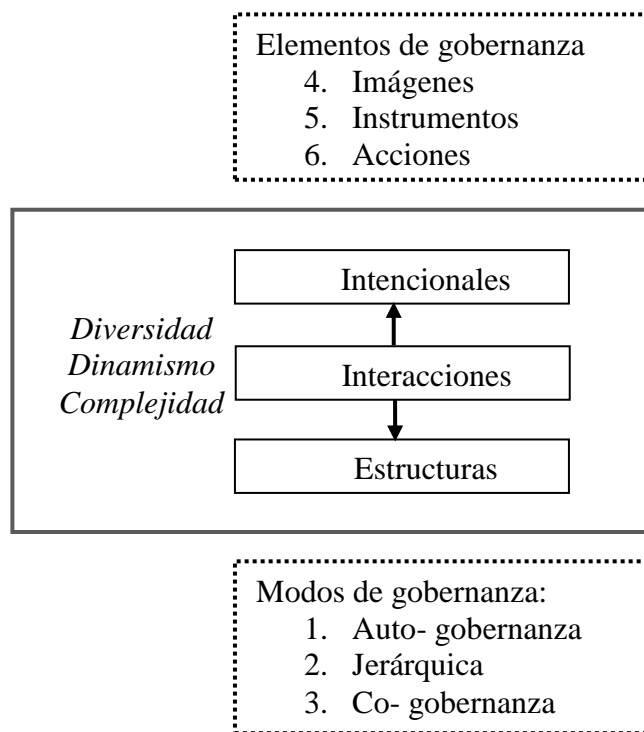 Elementos de gobernanza
4. Imágenes
5. Instrumentos
6. Acciones
Intencionales
Diversidad
Dinamismo
Complejidad
Interacciones
Estructuras
Modos de gobernanza:
1. Auto- gobernanza
2. Jerárquica
3. Co- gobernanza